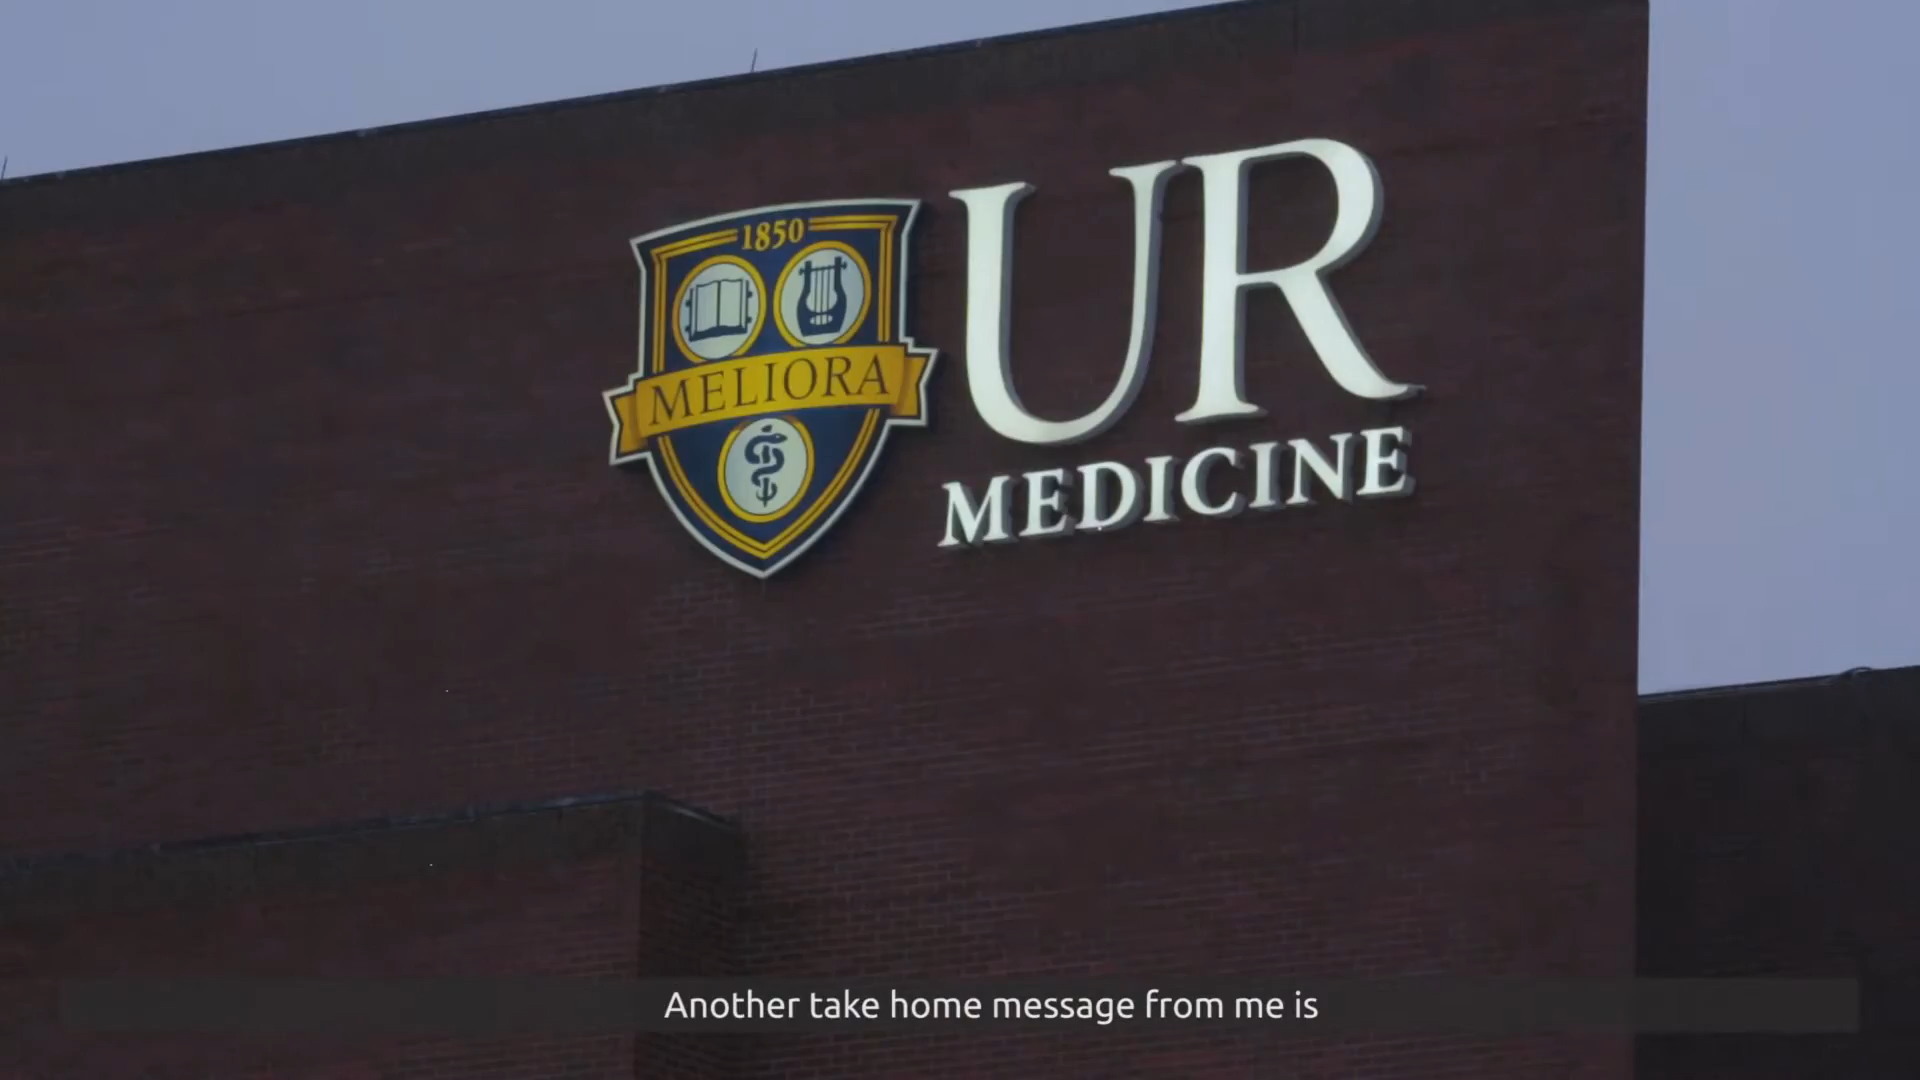 1850
MELIORA
UR
MEDICINE
Another take home message from me is